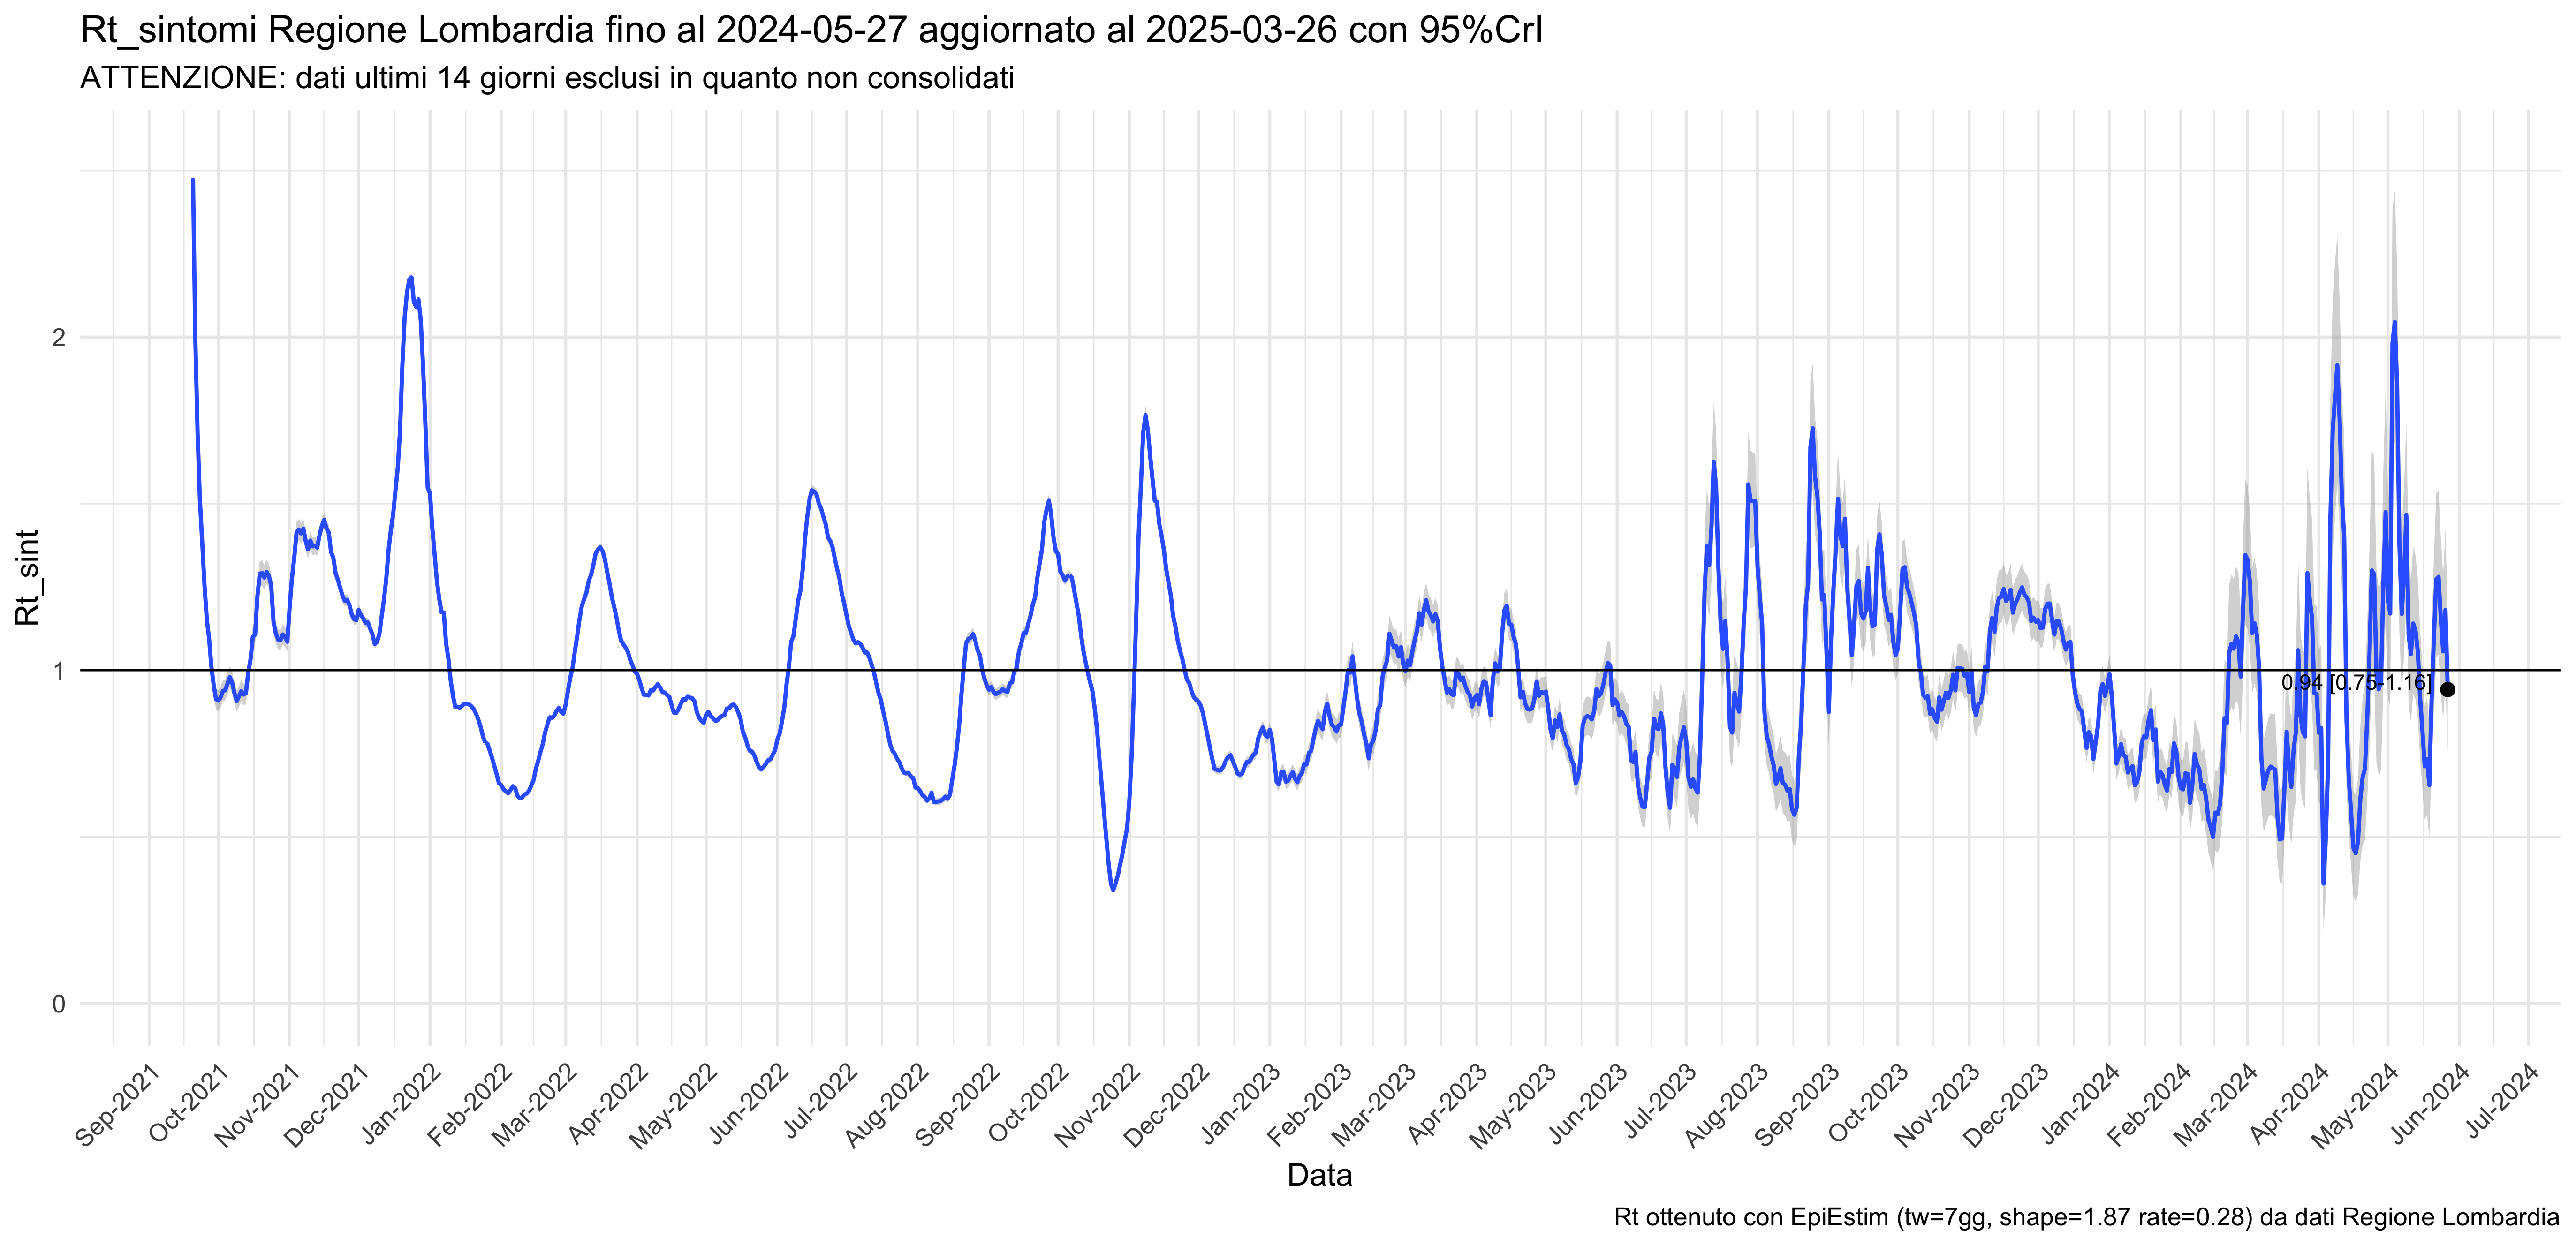 Rt_sintomi Regione Lombardia fino al 2024-05-27 aggiornato al 2025-03-26 con 95%CrI
ATTENZIONE: dati ultimi 14 giorni esclusi in quanto non consolidati
Rt_sint
2
1
0
0.94 [0.75-1.16]
Sep-2021
Oct-2021
Nov-2021
Dec-2021
Jan-2022
Feb-2022
Mar-2022
Apr-2022
May-2022
Jun-2022
Jul-2022
Aug-2022
Sep-2022
Oct-2022
Nov-2022
Dec-2022
Jan-2023
Feb-2023
Mar-2023
Apr-2023
May-2023
Jun-2023
Jul-2023
Aug-2023
Sep-2023
Oct-2023
Nov-2023
Dec-2023
Jan-2024
Feb-2024
Mar-2024
Apr-2024
May-2024
Jun-2024
Jul-2024
Data
Rt ottenuto con EpiEstim (tw=7gg, shape=1.87 rate=0.28) da dati Regione Lombardia